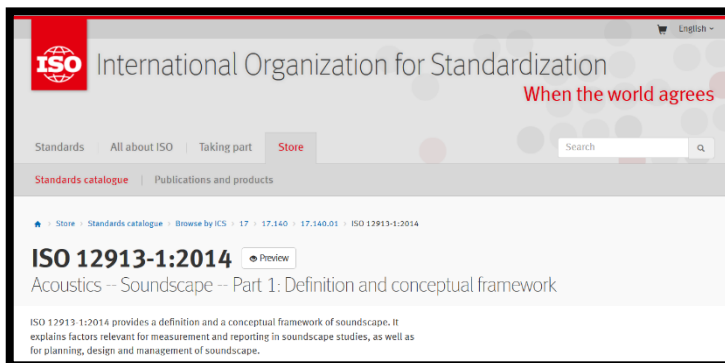 English
ISO
International Organization for Standardization
When the world agrees
Standards
All about ISO
Taking part
Store
Search
Standards catalogue
Publications and products
Store > Standards catalogue > Browse by ICS > 17 > 17.140 > 17.140.01 > ISO 12913-1:2014
ISO 12913-1:2014
Preview
Acoustics -- Soundscape -- Part 1: Definition and conceptual framework
ISO 12913-1:2014 provides a definition and a conceptual framework of soundscape. It
explains factors relevant for measurement and reporting in soundscape studies, as well as
for planning, design and management of soundscape.